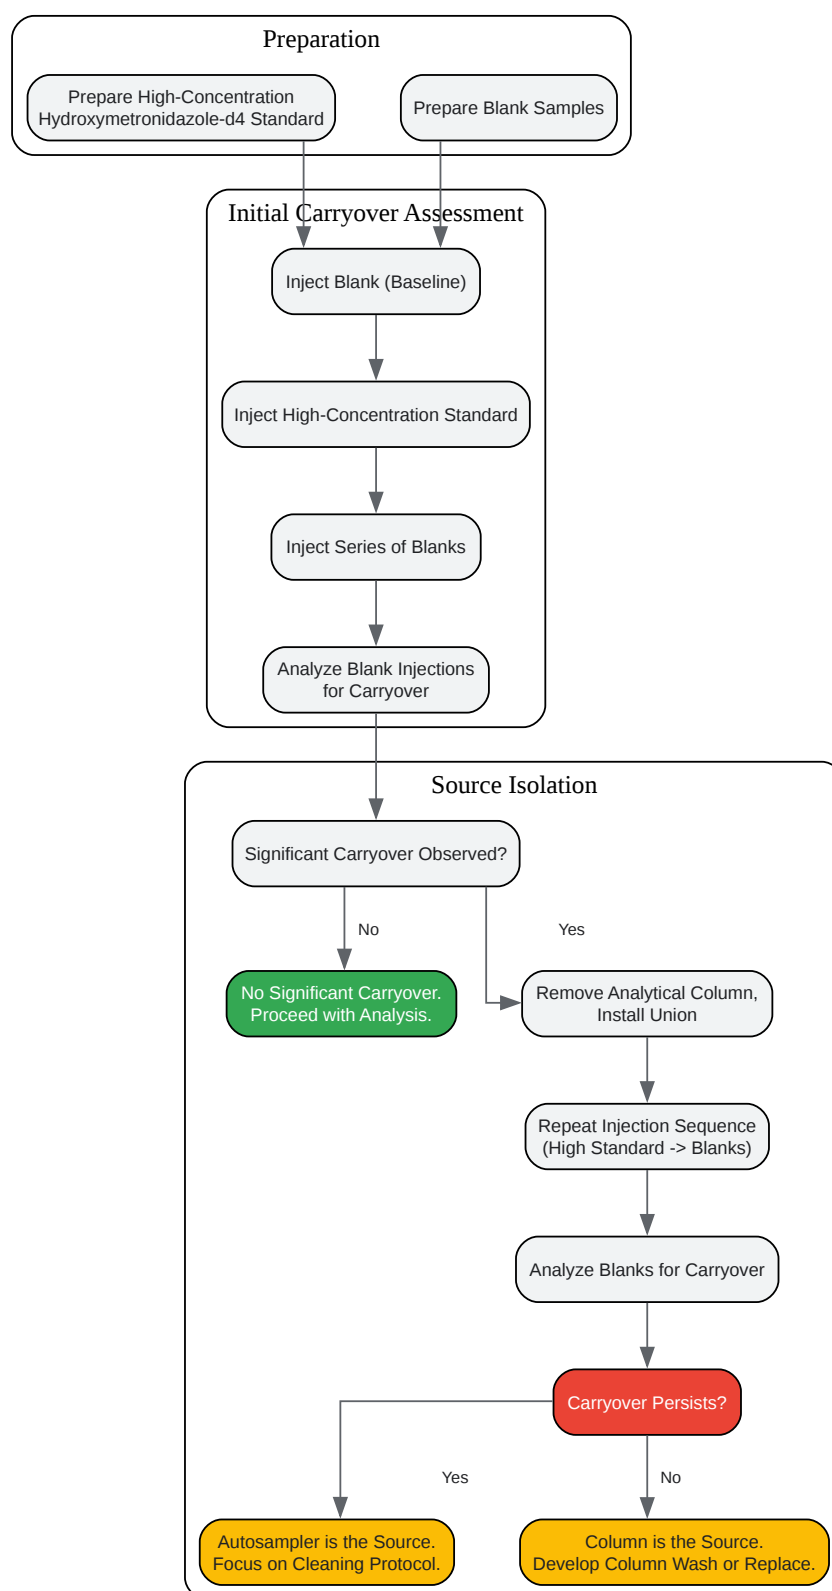 Preparation
Prepare High-Concentration
Hydroxymetronidazole-d4 Standard
Prepare Blank Samples
Initial Carryover Assessment
Inject Blank (Baseline)
Inject High-Concentration Standard
Inject Series of Blanks
Analyze Blank Injections
for Carryover
Source Isolation
Significant Carryover Observed?
No
Yes
No Significant Carryover.
Proceed with Analysis.
Remove Analytical Column,
Install Union
Repeat Injection Sequence
(High Standard -> Blanks)
Analyze Blanks for Carryover
Carryover Persists?
Yes
No
Autosampler is the Source.
Focus on Cleaning Protocol.
Column is the Source.
Develop Column Wash or Replace.